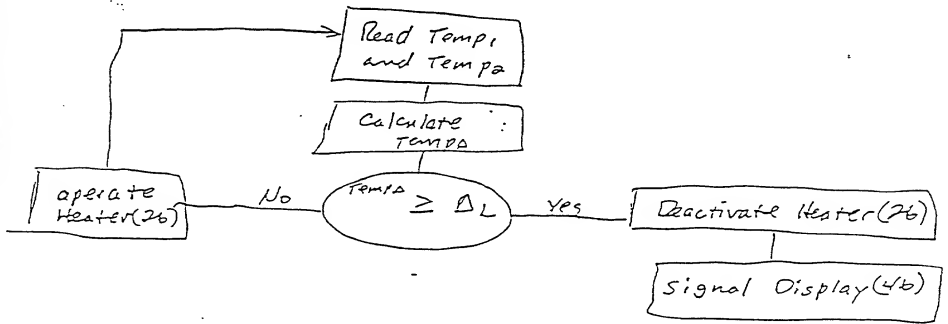 Read Temp1
and Temp2
Calculate
TempΔ
TempΔ
≥ ΔL
No
Yes
operate
Heater(26)
Deactivate Heater(26)
Signal Display(46)